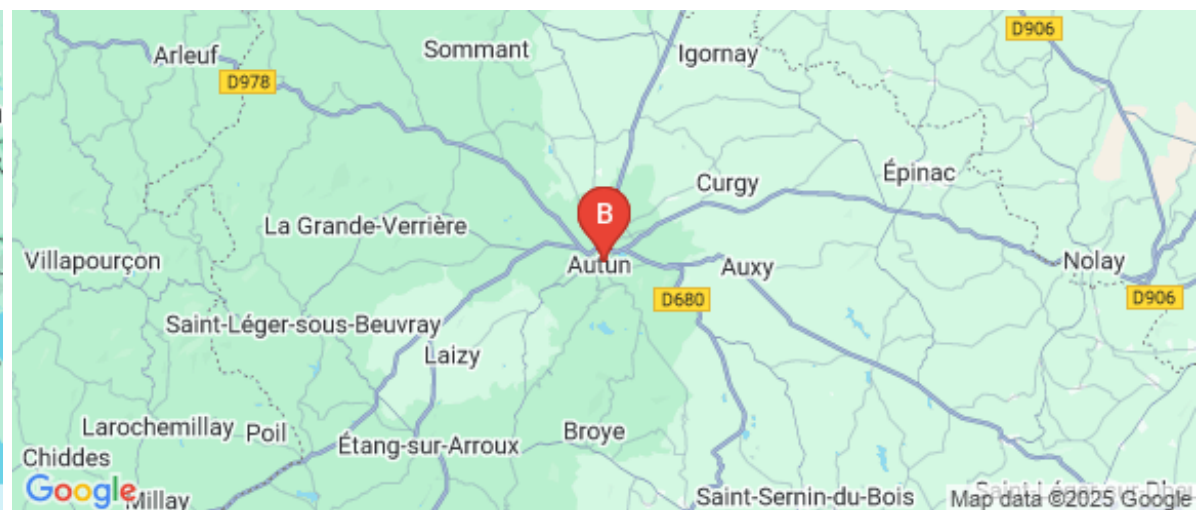 D906
Sommant
Igornay
Arleuf
D978
Épinac
Curgy
B
La Grande-Verrière
Villapourçon
Autun
Auxy
Nolay
D680
D906
Saint-Léger-sous-Beuvray
Laizy
Larochemillay
Poil
Broye
Étang-sur-Arroux
Chiddes
Google
Millay
Saint-Sernin-du-Bois
Map data ©2025 Google